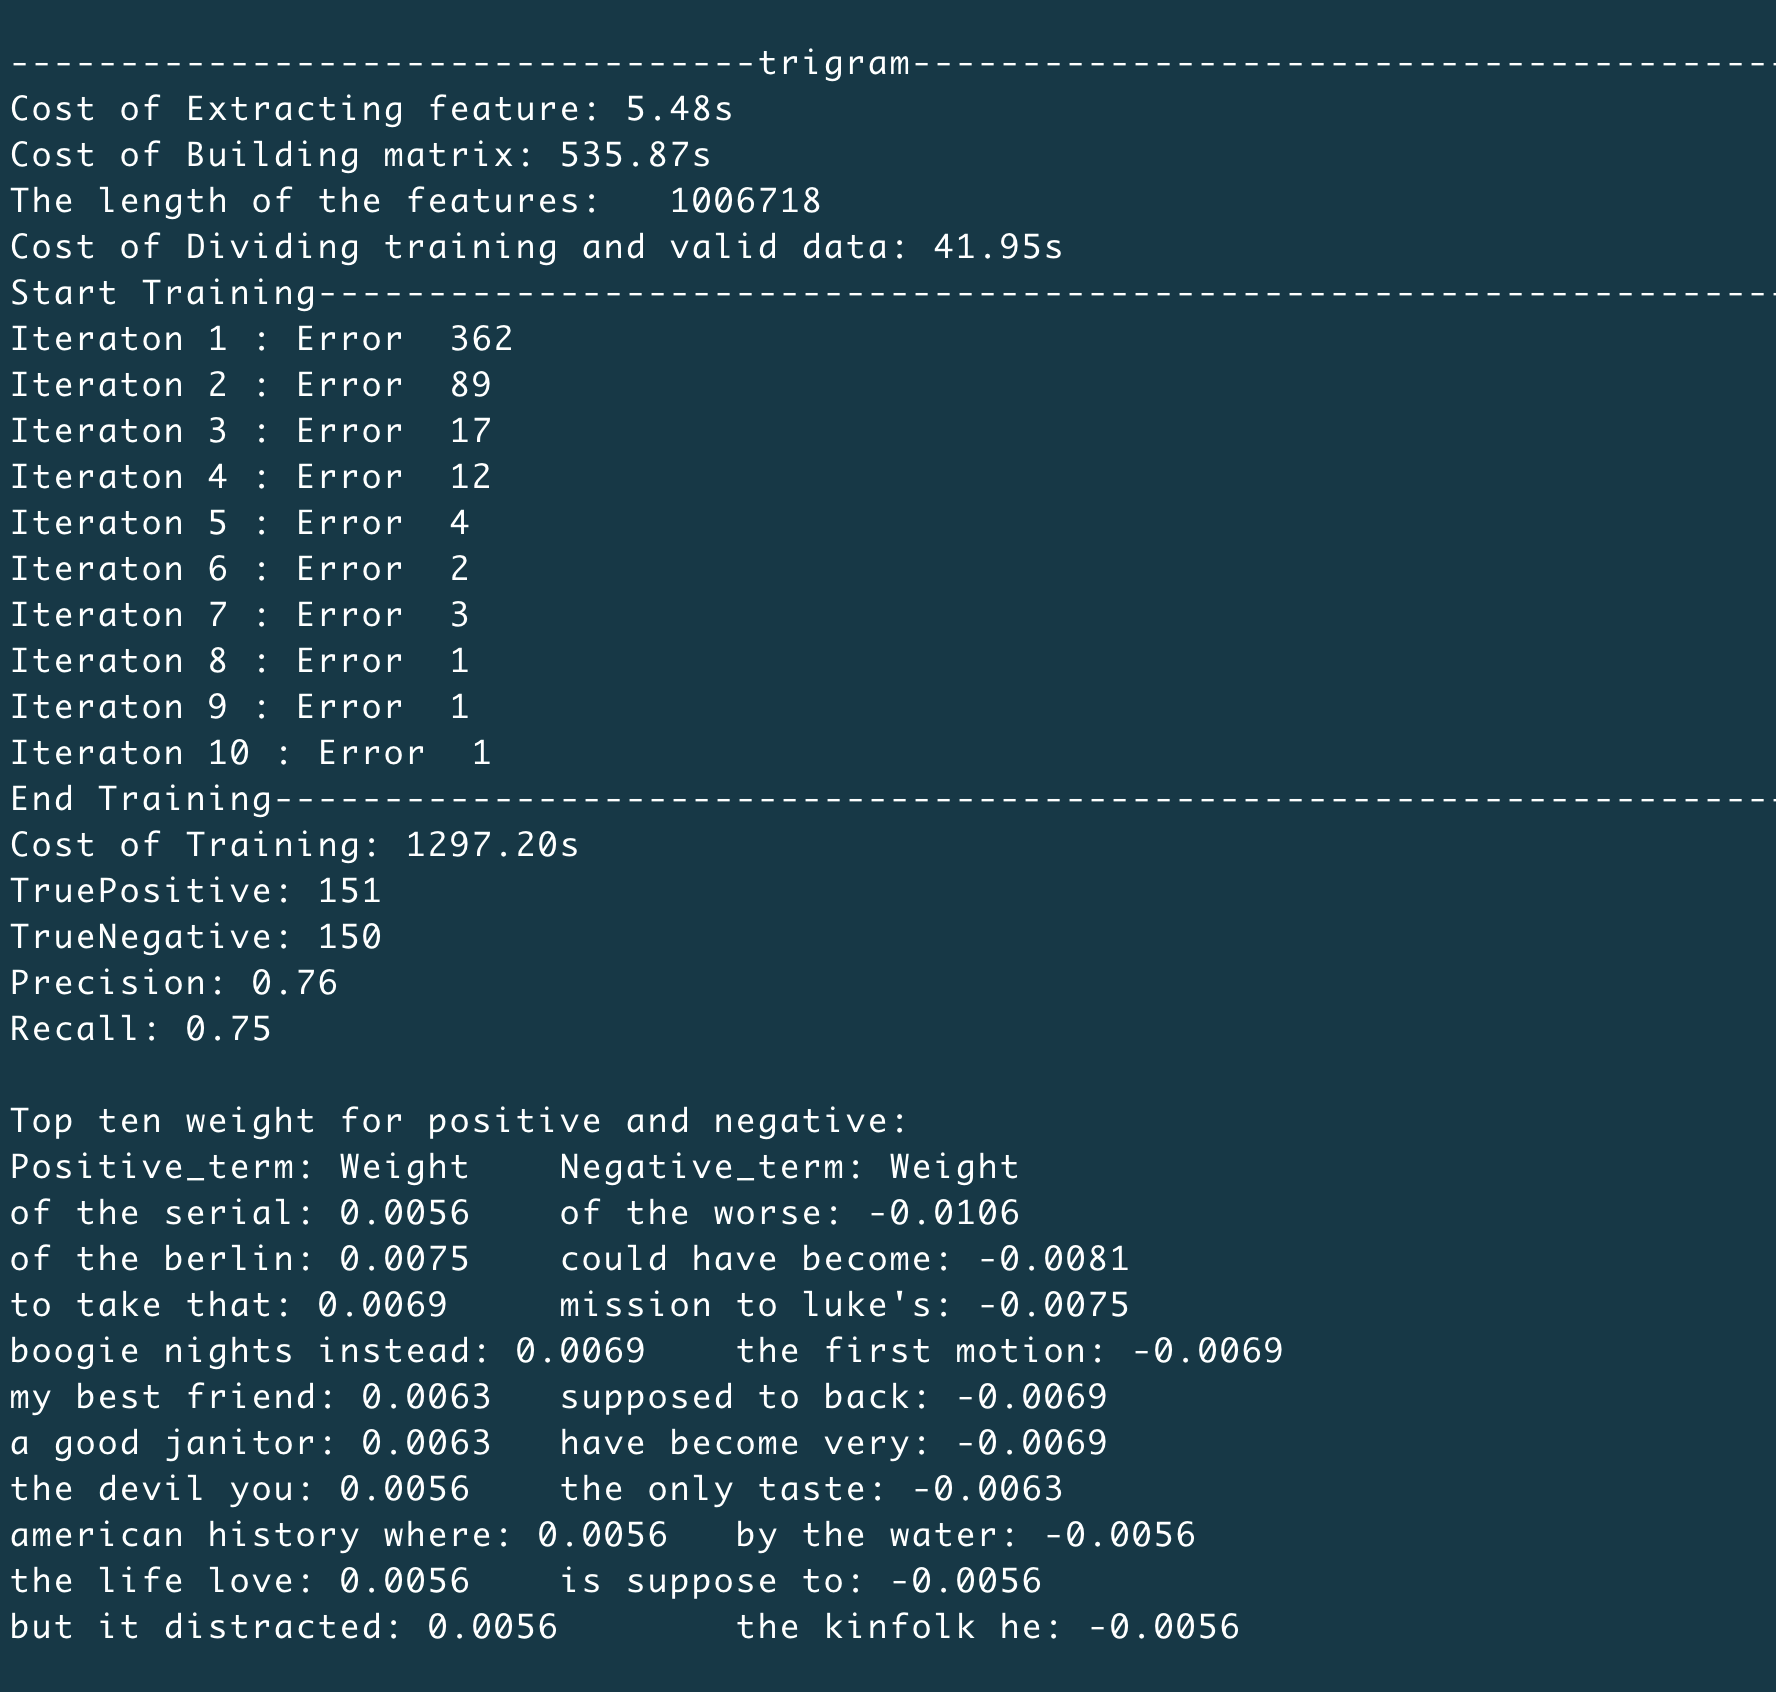 ----------------------------------trigram----------------------------------------
Cost of Extracting feature: 5.48s
Cost of Building matrix: 535.87s
The length of the features:   1006718
Cost of Dividing training and valid data: 41.95s
Start Training-------------------------------------------------------------------
Iteraton 1 : Error  362
Iteraton 2 : Error  89
Iteraton 3 : Error  17
Iteraton 4 : Error  12
Iteraton 5 : Error  4
Iteraton 6 : Error  2
Iteraton 7 : Error  3
Iteraton 8 : Error  1
Iteraton 9 : Error  1
Iteraton 10 : Error  1
End Training---------------------------------------------------------------------
Cost of Training: 1297.20s
TruePositive: 151
TrueNegative: 150
Precision: 0.76
Recall: 0.75
Top ten weight for positive and negative:
Positive_term: Weight    Negative_term: Weight
of the serial: 0.0056    of the worse: -0.0106
of the berlin: 0.0075    could have become: -0.0081
to take that: 0.0069     mission to luke's: -0.0075
boogie nights instead: 0.0069    the first motion: -0.0069
my best friend: 0.0063   supposed to back: -0.0069
a good janitor: 0.0063   have become very: -0.0069
the devil you: 0.0056    the only taste: -0.0063
american history where: 0.0056   by the water: -0.0056
the life love: 0.0056    is suppose to: -0.0056
but it distracted: 0.0056        the kinfolk he: -0.0056